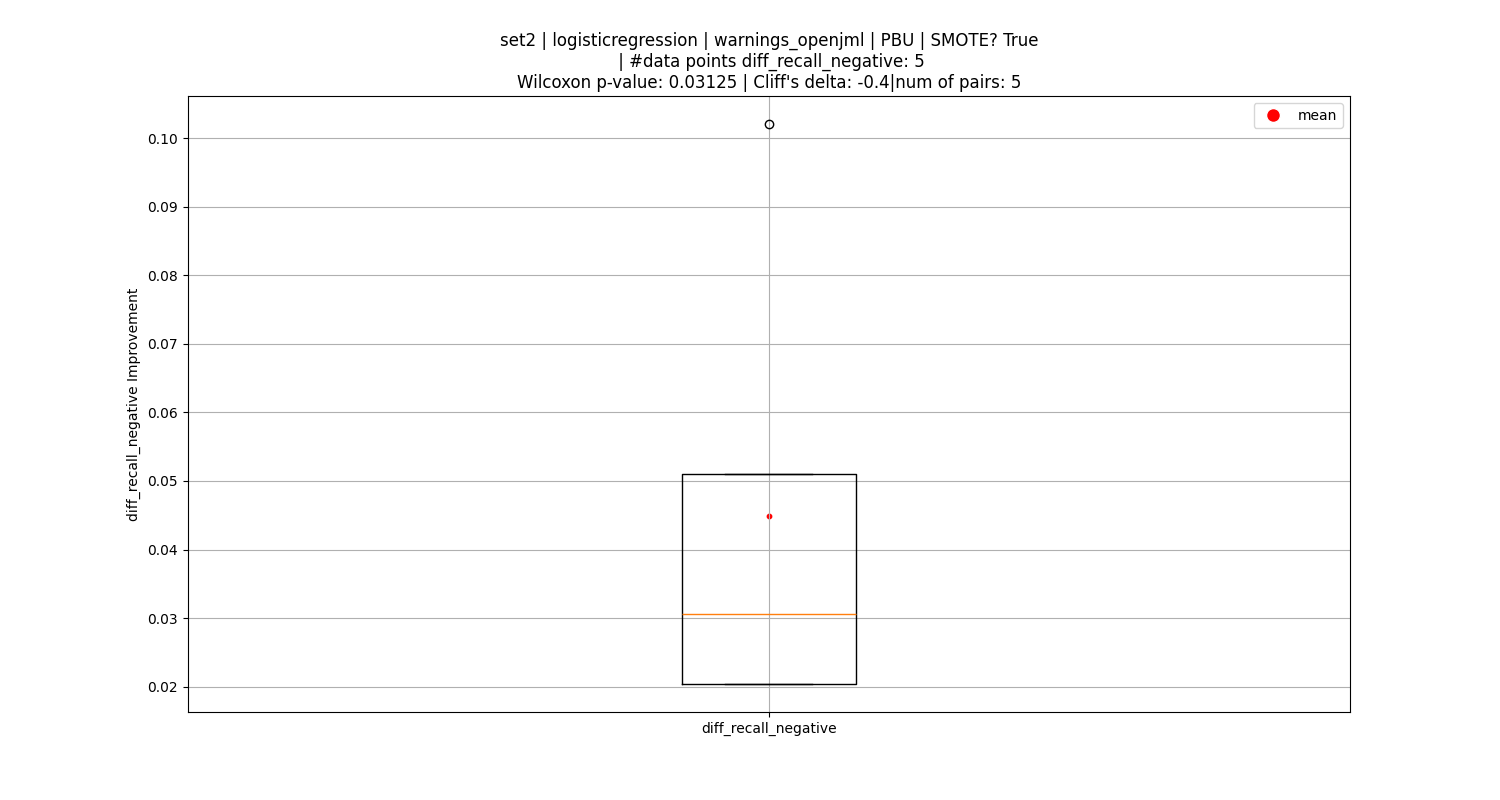 set2 | logisticregression | warnings_openjml | PBU | SMOTE? True
| #data points diff_recall_negative: 5
Wilcoxon p-value: 0.03125 | Cliff's delta: -0.4|num of pairs: 5
mean
0.10
0.09
0.08
0.07
0.06
0.05
0.04
0.03
0.02
diff_recall_negative Improvement
diff_recall_negative